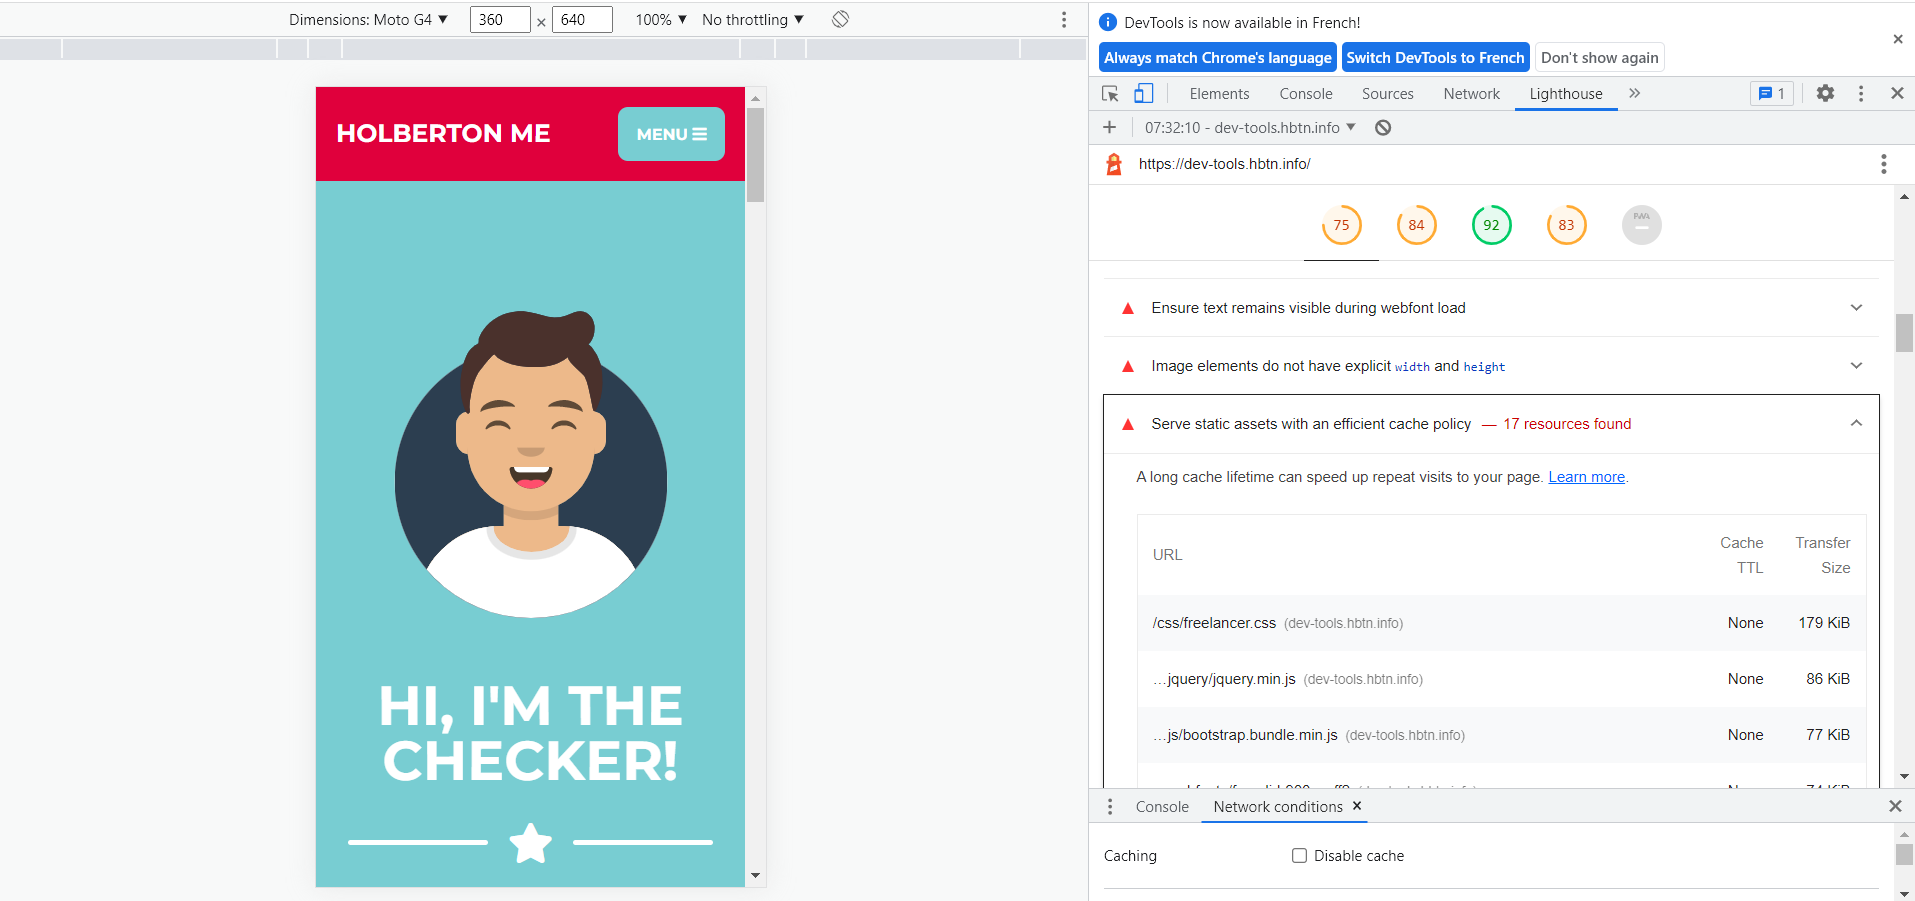 Dimensions: Moto G4 ▼ 360 × 640 100% ▼ No throttling ▼
HOLBERTON ME
MENU
HI, I'M THE
CHECKER!
DevTools is now available in French!
Always match Chrome's language Switch DevTools to French Don't show again
Elements Console Sources Network Lighthouse » 1
07:32:10 - dev-tools.hbtn.info ▼
https://dev-tools.hbtn.info/
75 84 92 83 PWA
Ensure text remains visible during webfont load
Image elements do not have explicit width and height
Serve static assets with an efficient cache policy — 17 resources found
A long cache lifetime can speed up repeat visits to your page. Learn more.
URL Cache TTL Transfer Size
/css/freelancer.css (dev-tools.hbtn.info) None 179 KiB
…jquery/jquery.min.js (dev-tools.hbtn.info) None 86 KiB
…js/bootstrap.bundle.min.js (dev-tools.hbtn.info) None 77 KiB
Console Network conditions ×
Caching Disable cache